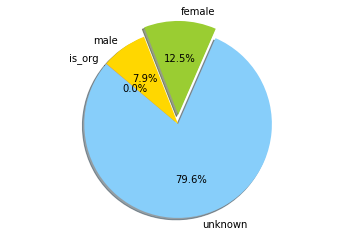 female
male
is_org
12.5%
7.9%
0.0%
79.6%
unknown